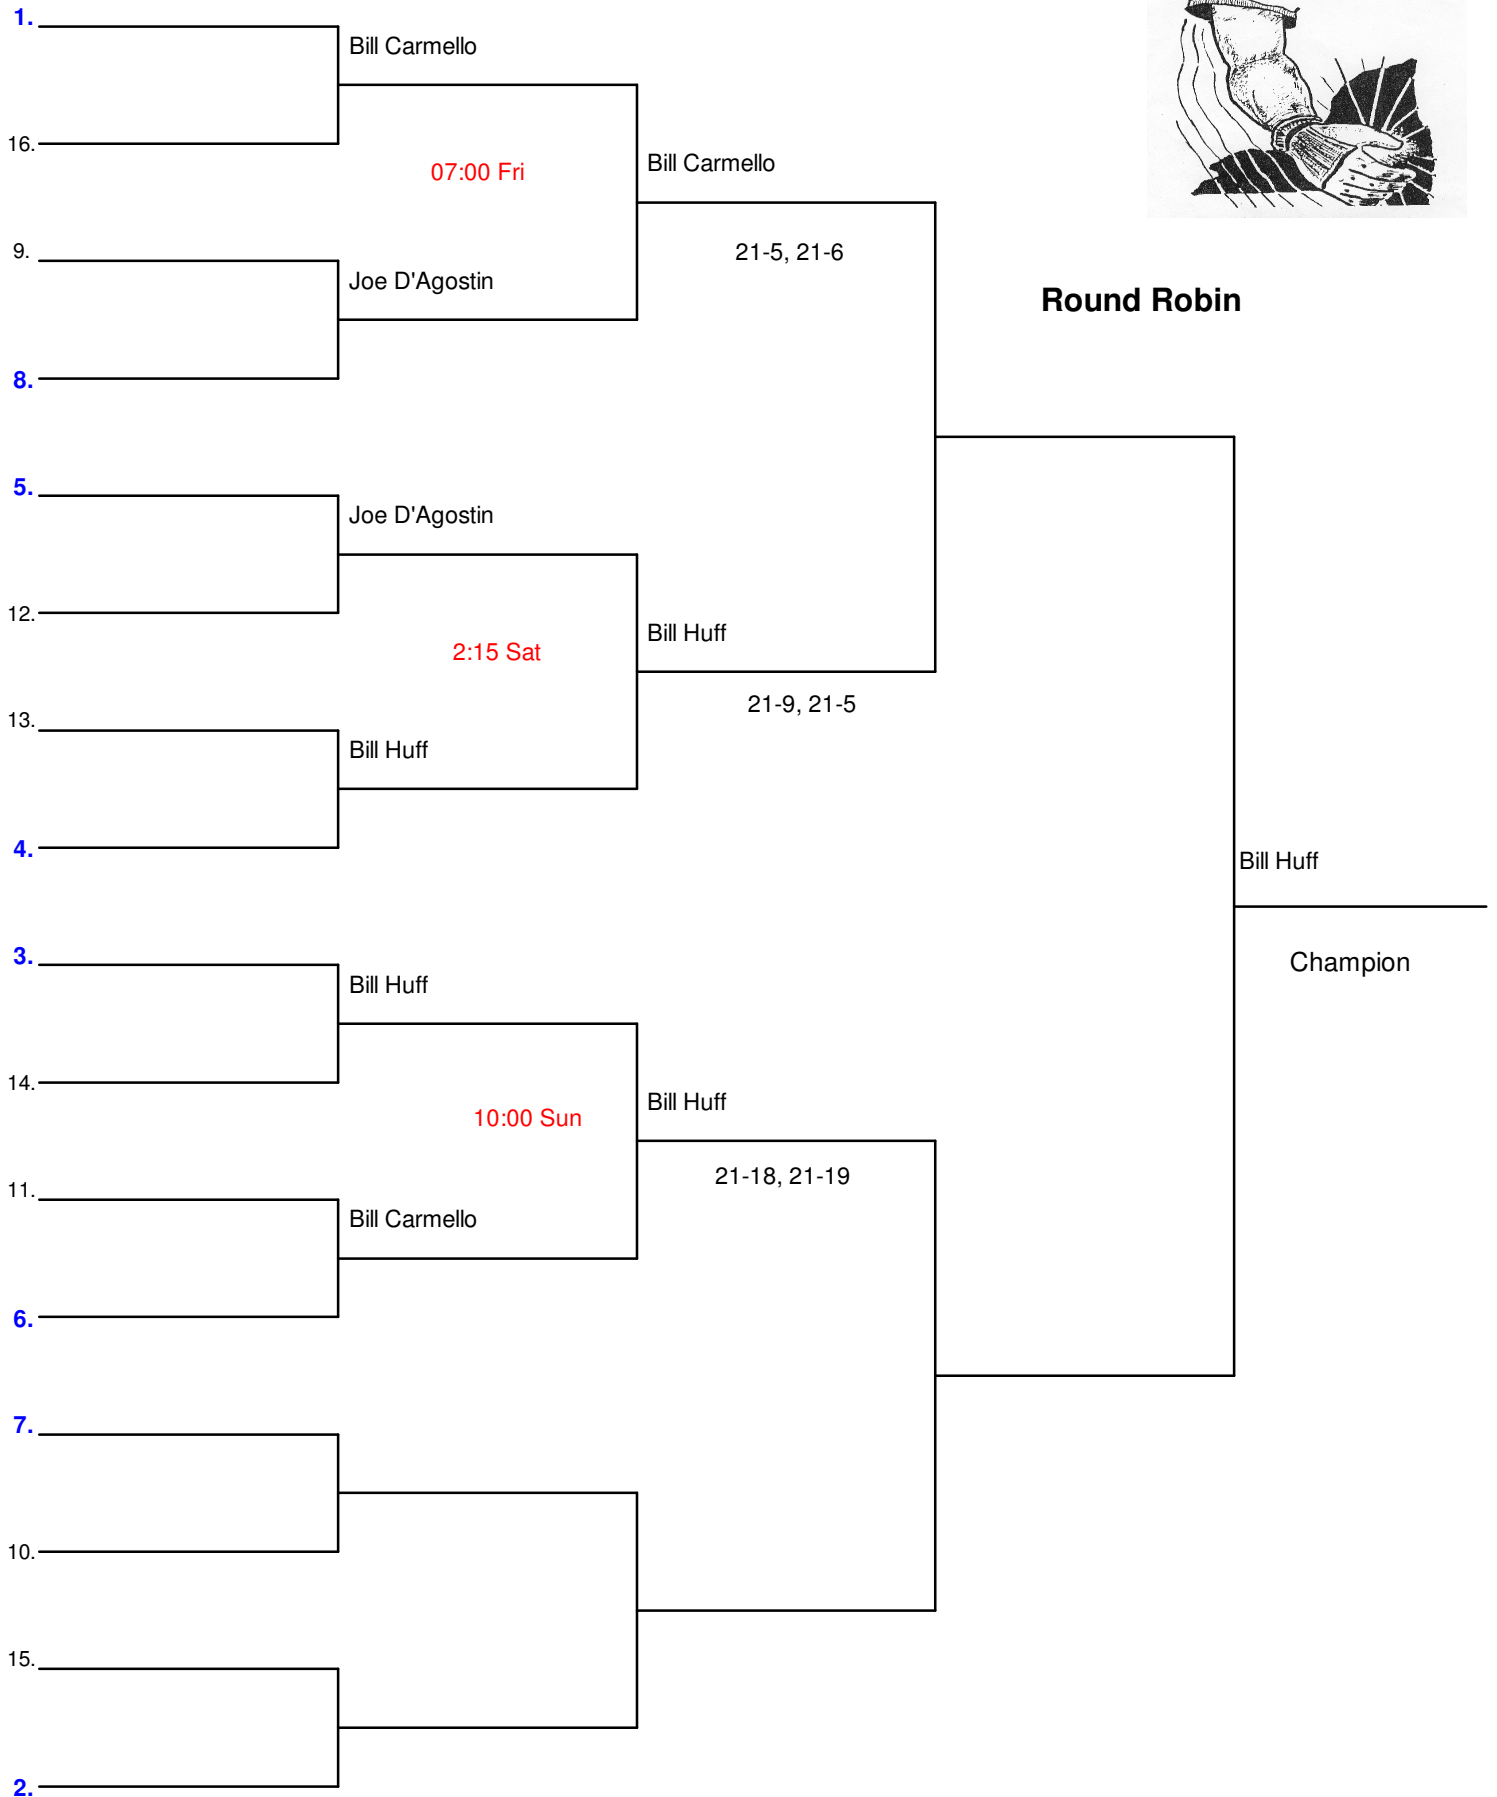 1.
Bill Carmello
16.
07:00 Fri
Bill Carmello
9.
21-5, 21-6
Joe D'Agostin
Round Robin
8.
5.
Joe D'Agostin
12.
Bill Huff
2:15 Sat
21-9, 21-5
13.
Bill Huff
4.
Bill Huff
3.
Champion
Bill Huff
14.
Bill Huff
10:00 Sun
21-18, 21-19
11.
Bill Carmello
6.
7.
10.
15.
2.